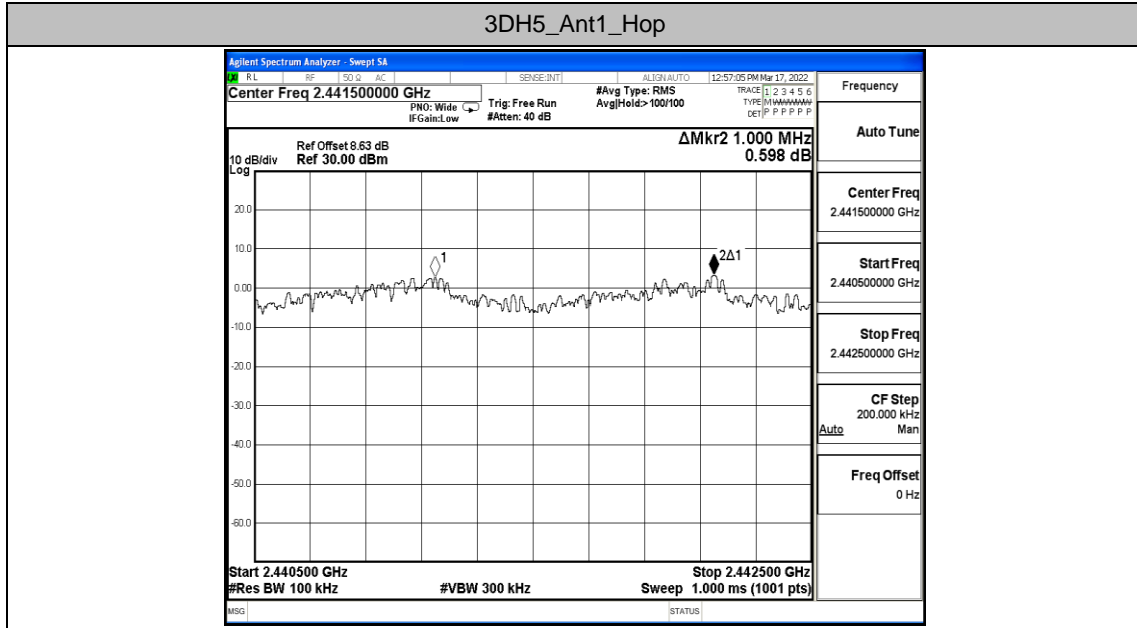 3DH5_Ant1_Hop
Agilent Spectrum Analyzer - Swept SA
RL RF 50 Ω AC SENSE:INT ALIGN AUTO 12:57:05 PM Mar 17, 2022
Center Freq 2.441500000 GHz
PNO: Wide
IFGain:Low
Trig: Free Run
#Atten: 40 dB
#Avg Type: RMS
Avg|Hold:>100/100
TRACE 1 2 3 4 5 6
TYPE M
DET P P P P P P
Ref Offset 8.63 dB
10 dB/div Ref 30.00 dBm
Log
ΔMkr2 1.000 MHz
0.598 dB
20.0
10.0
0.00
-10.0
-20.0
-30.0
-40.0
-50.0
-60.0
1
2Δ1
Start 2.440500 GHz Stop 2.442500 GHz
#Res BW 100 kHz #VBW 300 kHz Sweep 1.000 ms (1001 pts)
MSG STATUS
Frequency
Auto Tune
Center Freq
2.441500000 GHz
Start Freq
2.440500000 GHz
Stop Freq
2.442500000 GHz
CF Step
200.000 kHz
Auto Man
Freq Offset
0 Hz